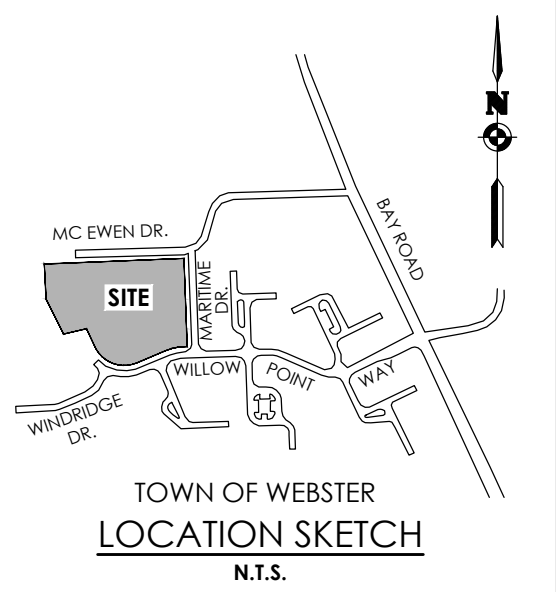 N
BAY ROAD
MC EWEN DR.
SITE
MARITIME
DR.
WILLOW POINT WAY
WINDRIDGE
DR.
TOWN OF WEBSTER
LOCATION SKETCH
N.T.S.